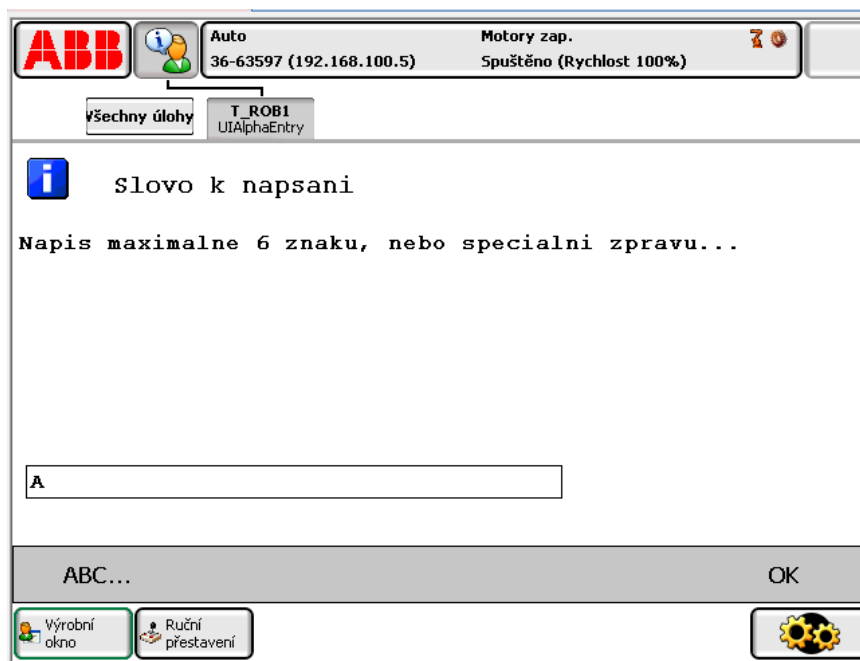 ABB
Auto
36-63597 (192.168.100.5)
Motory zap.
Spuštěno (Rychlost 100%)
Všechny úlohy
T_ROB1
UIAlphaEntry
Slovo k napsani
Napis maximalne 6 znaku, nebo specialni zpravu...
A
ABC...
OK
Výrobní
okno
Ruční
přestavení